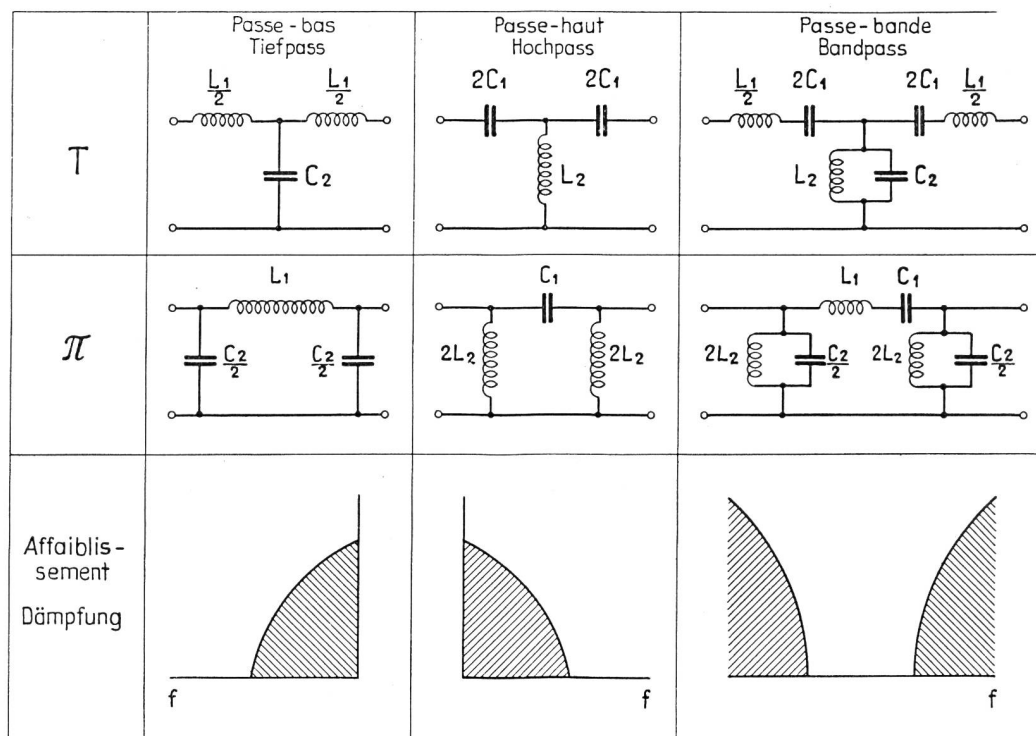 Passe-bas
Tiefpass
Passe-haut
Hochpass
Passe-bande
Bandpass
T
L1/2
L1/2
C2
2C1
2C1
L2
L1/2
2C1
2C1
L1/2
L2
C2
π
L1
C2/2
C2/2
C1
2L2
2L2
L1
C1
2L2
C2/2
2L2
C2/2
Affaiblis-
sement
Dämpfung
f
f
f